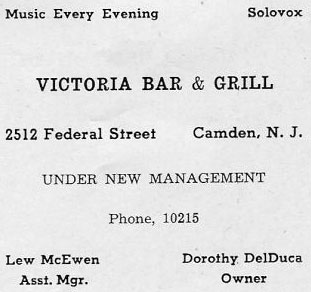 Music Every Evening Solovox
VICTORIA BAR & GRILL
2512 Federal Street Camden, N. J.
UNDER NEW MANAGEMENT
Phone, 10215
Lew McEwen Dorothy DelDuca
Asst. Mgr. Owner